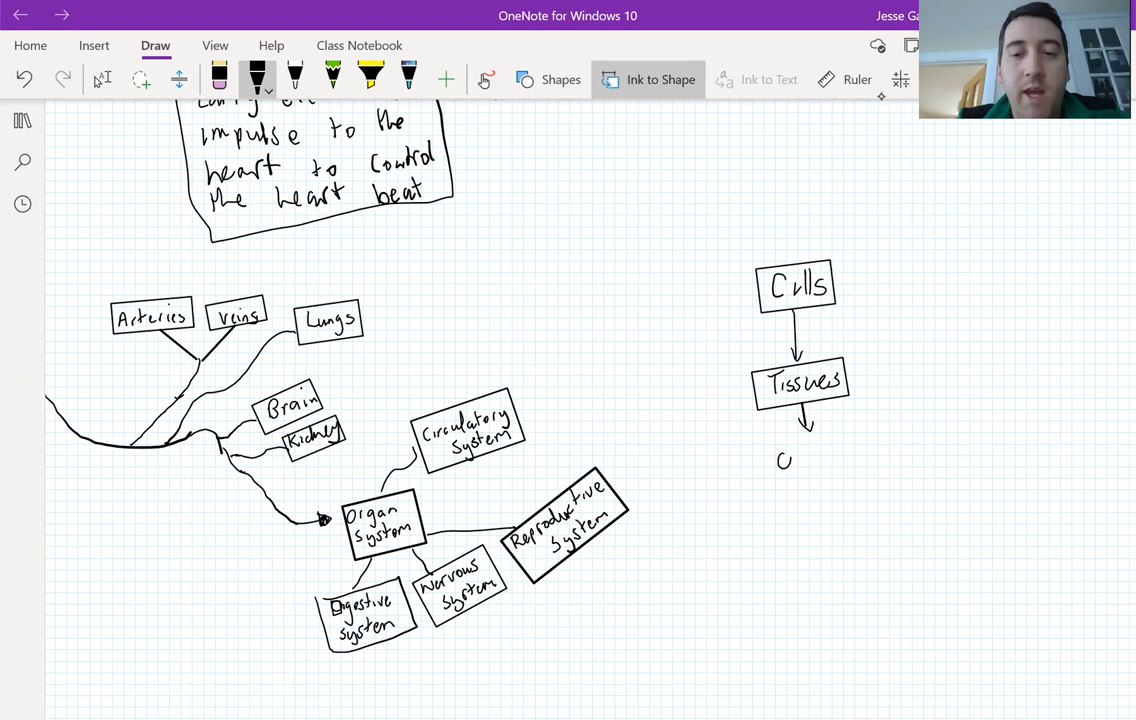 OneNote for Windows 10
Jesse Ga
Home Insert Draw View Help Class Notebook
Shapes Ink to Shape Ink to Text Ruler
impulse to the
heart to control
the heart beat
Arteries
Veins
Lungs
Brain
Kidney
Circulatory
System
Organ
System
Reproductive
System
Nervous
System
Digestive
System
Cells
Tissues
O